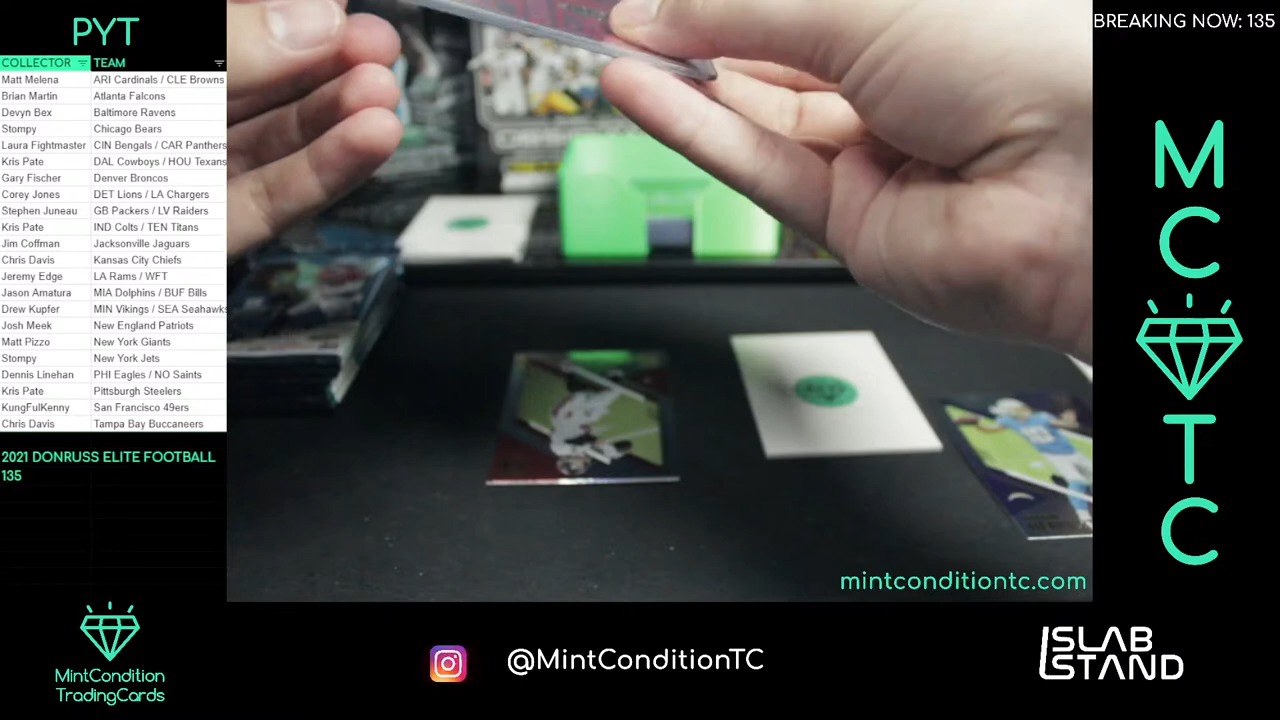 PYT
COLLECTOR TEAM
Matt Melena ARI Cardinals / CLE Browns
Brian Martin Atlanta Falcons
Devyn Bex Baltimore Ravens
Stompy Chicago Bears
Laura Fightmaster CIN Bengals / CAR Panthers
Kris Pate DAL Cowboys / HOU Texans
Gary Fischer Denver Broncos
Corey Jones DET Lions / LA Chargers
Stephen Juneau GB Packers / LV Raiders
Kris Pate IND Colts / TEN Titans
Jim Coffman Jacksonville Jaguars
Chris Davis Kansas City Chiefs
Jeremy Edge LA Rams / WFT
Jason Amatura MIA Dolphins / BUF Bills
Drew Kupfer MIN Vikings / SEA Seahawks
Josh Meek New England Patriots
Matt Pizzo New York Giants
Stompy New York Jets
Dennis Linehan PHI Eagles / NO Saints
Kris Pate Pittsburgh Steelers
KungFulKenny San Francisco 49ers
Chris Davis Tampa Bay Buccaneers
2021 DONRUSS ELITE FOOTBALL
135
MintCondition
TradingCards
mintconditiontc.com
@MintConditionTC
BREAKING NOW: 135
M
C
T
C
SLAB
STAND